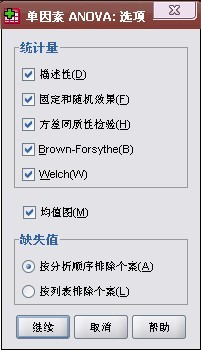 单因素 ANOVA: 选项
统计量
描述性(D)
固定和随机效果(F)
方差同质性检验(H)
Brown-Forsythe(B)
Welch(W)
均值图(M)
缺失值
按分析顺序排除个案(A)
按列表排除个案(L)
继续 取消 帮助